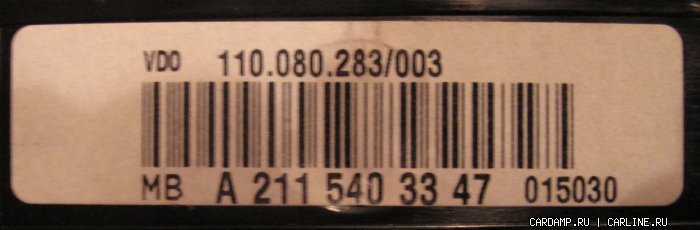 VDO 110.080.283/003
MB A 211 540 33 47 015030
CARDAMP.RU | CARLINE.RU